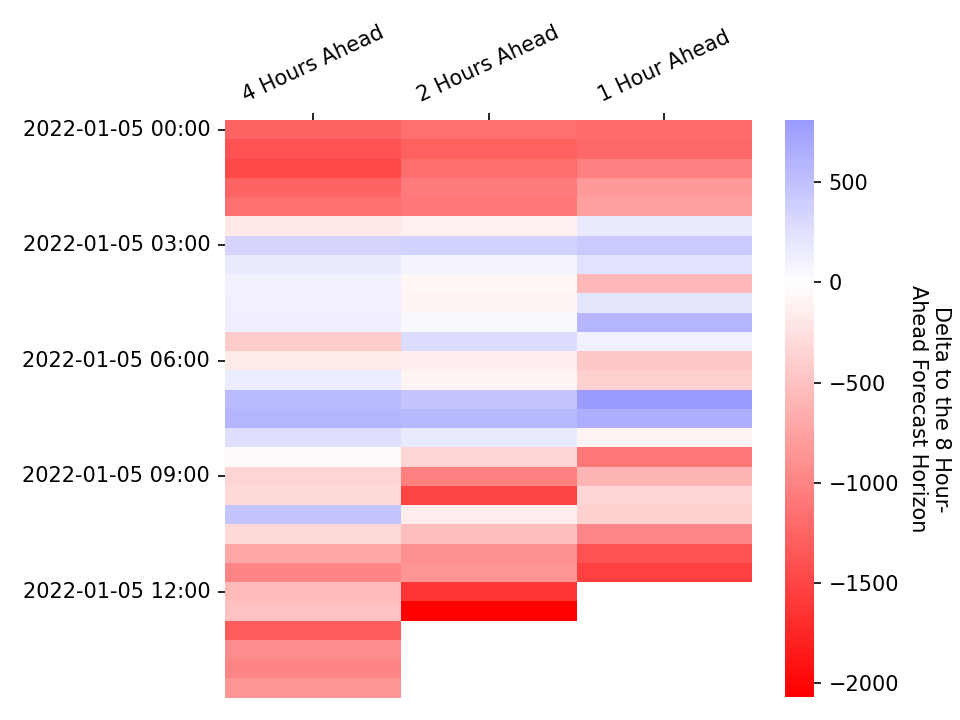 4 Hours Ahead
2 Hours Ahead
1 Hour Ahead
2022-01-05 00:00
2022-01-05 03:00
2022-01-05 06:00
2022-01-05 09:00
2022-01-05 12:00
500
0
−500
−1000
−1500
−2000
Delta to the 8 Hour-
Ahead Forecast Horizon